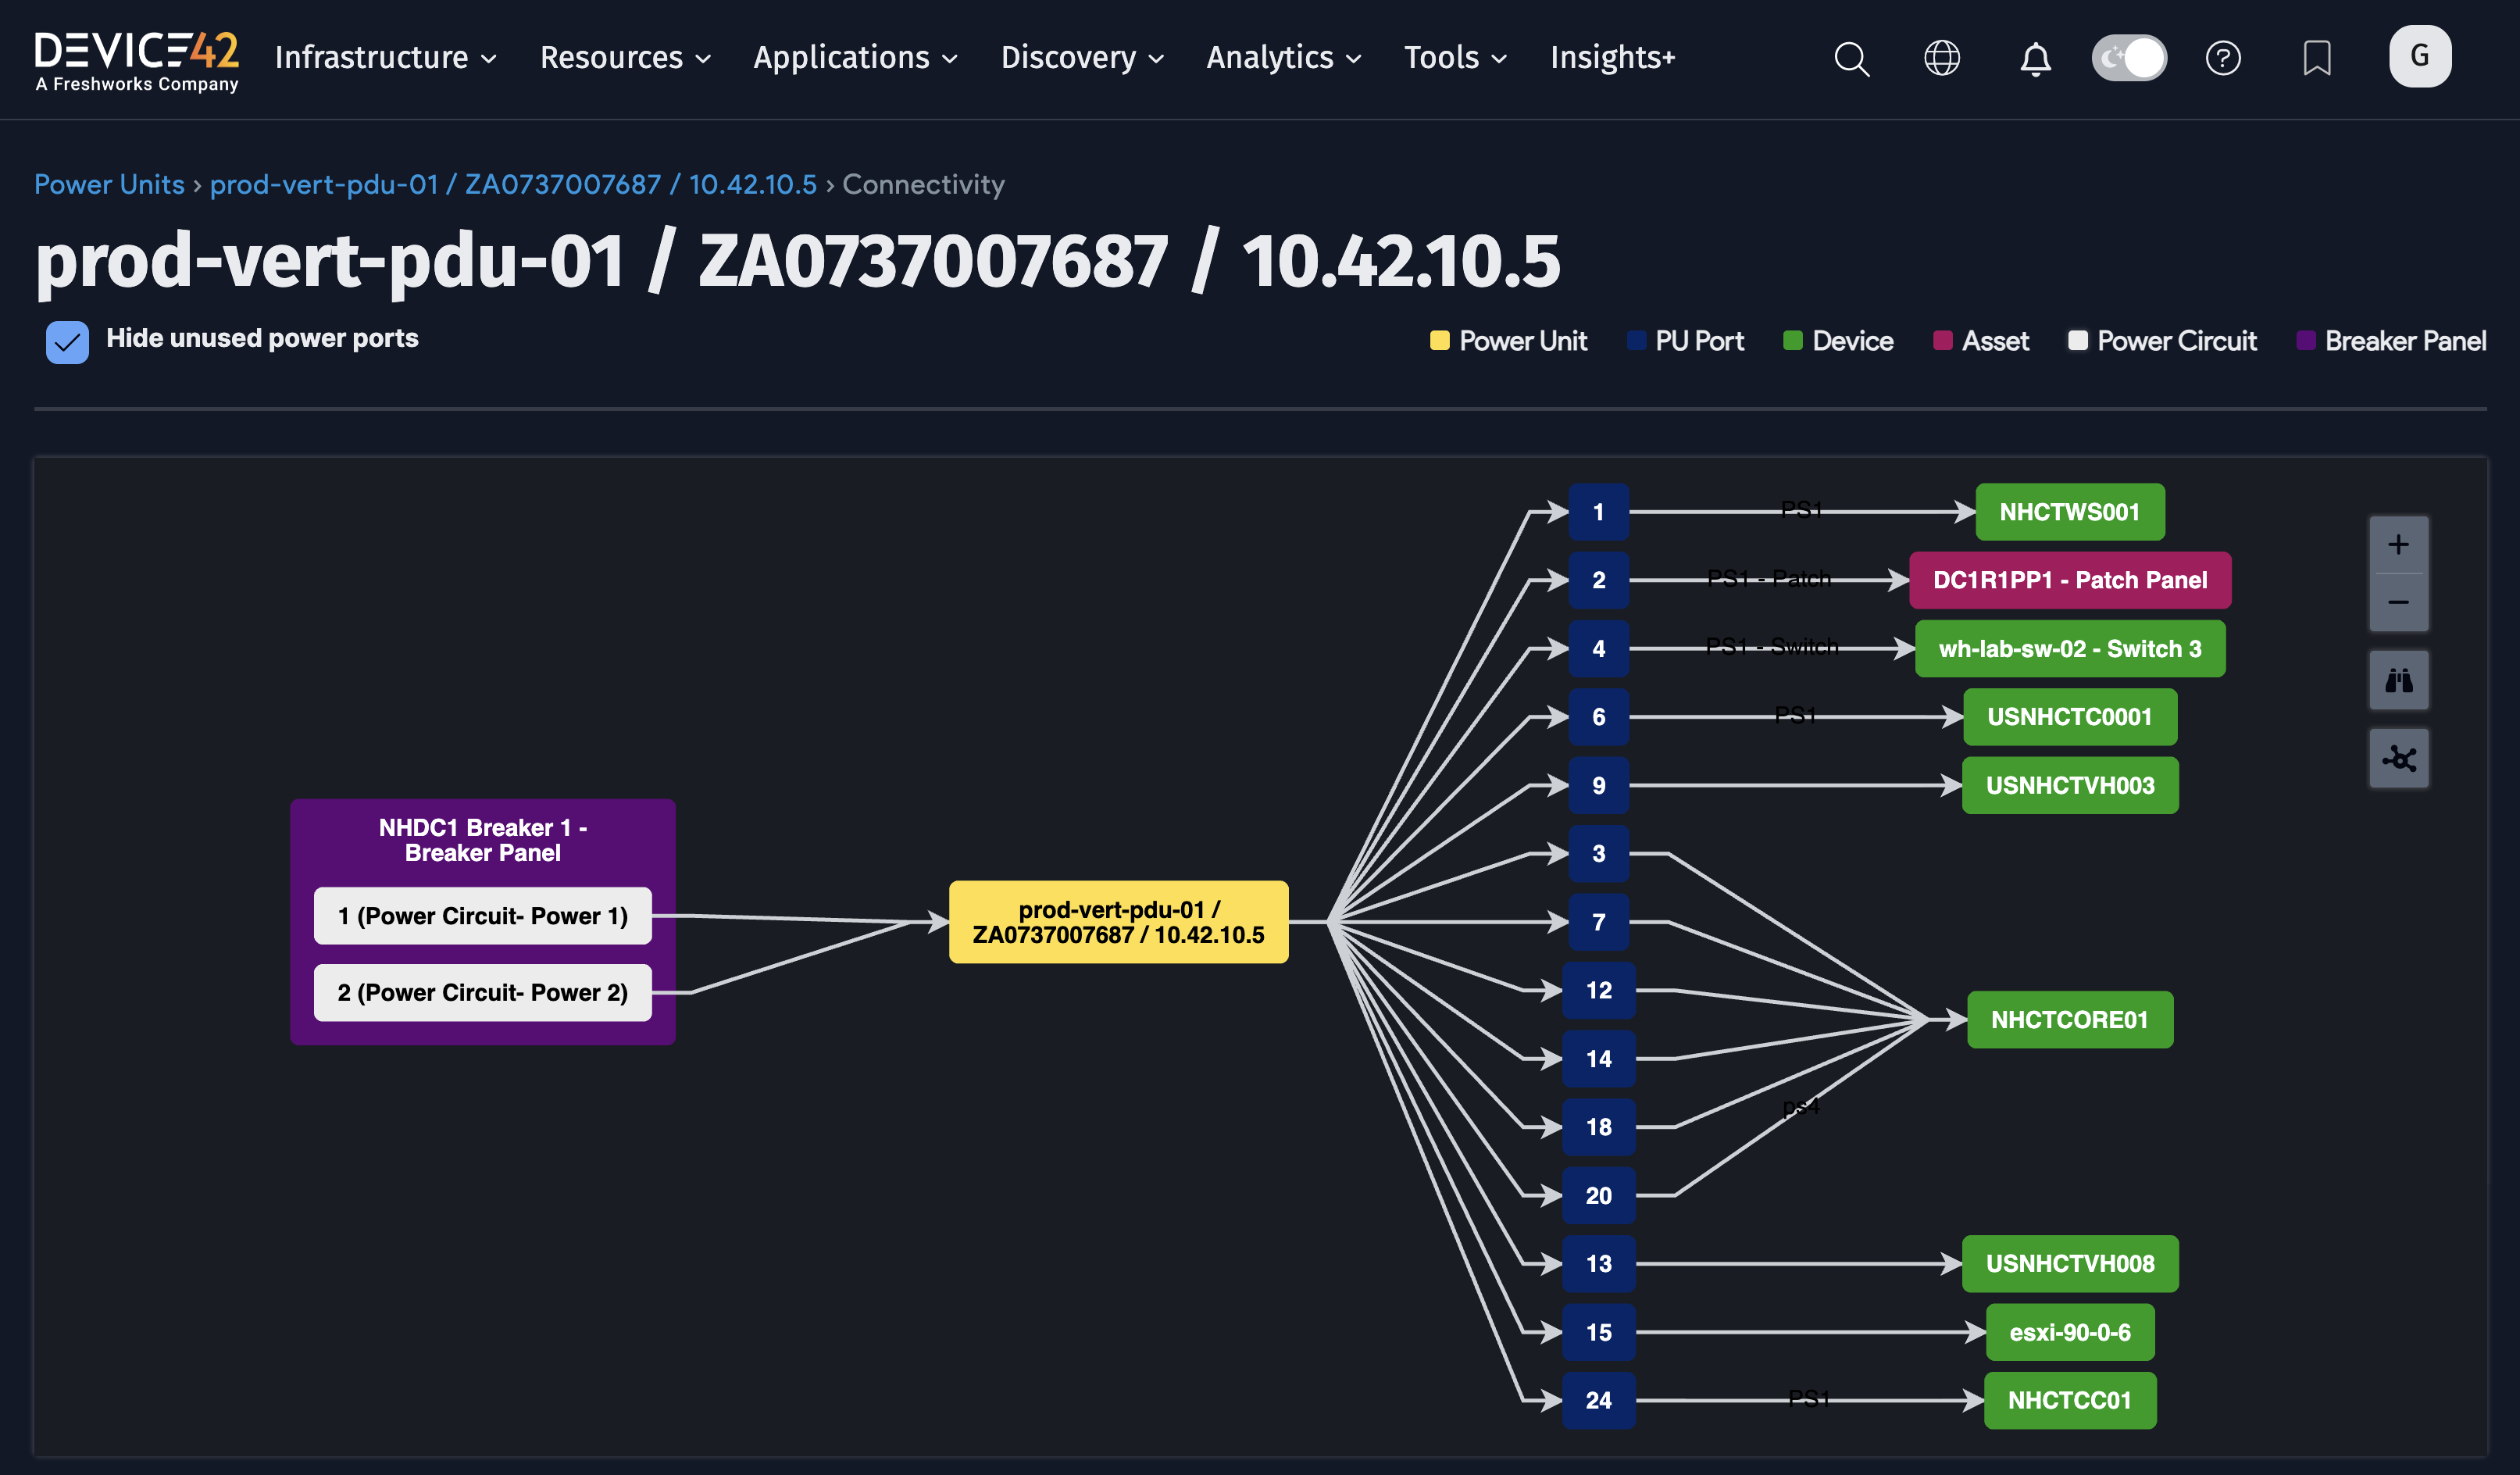 DEVICE42
A Freshworks Company
Infrastructure
Resources
Applications
Discovery
Analytics
Tools
Insights+
G
Power Units › prod-vert-pdu-01 / ZA0737007687 / 10.42.10.5 › Connectivity
prod-vert-pdu-01 / ZA0737007687 / 10.42.10.5
Hide unused power ports
Power Unit
PU Port
Device
Asset
Power Circuit
Breaker Panel
NHDC1 Breaker 1 -
Breaker Panel
1 (Power Circuit- Power 1)
2 (Power Circuit- Power 2)
prod-vert-pdu-01 /
ZA0737007687 / 10.42.10.5
1
PS1
NHCTWS001
2
PS1 - Patch
DC1R1PP1 - Patch Panel
4
PS1 - Switch
wh-lab-sw-02 - Switch 3
6
PS1
USNHCTC0001
9
USNHCTVH003
3
7
12
14
18
20
ps4
NHCTCORE01
13
USNHCTVH008
15
esxi-90-0-6
24
PS1
NHCTCC01
+
−